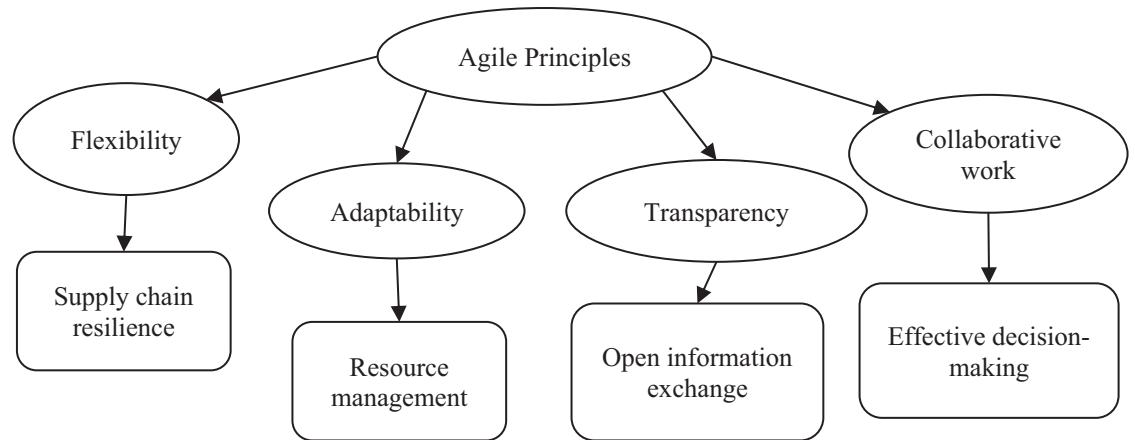 Agile Principles
Flexibility
Adaptability
Transparency
Collaborative
work
Supply chain
resilience
Resource
management
Open information
exchange
Effective decision-
making